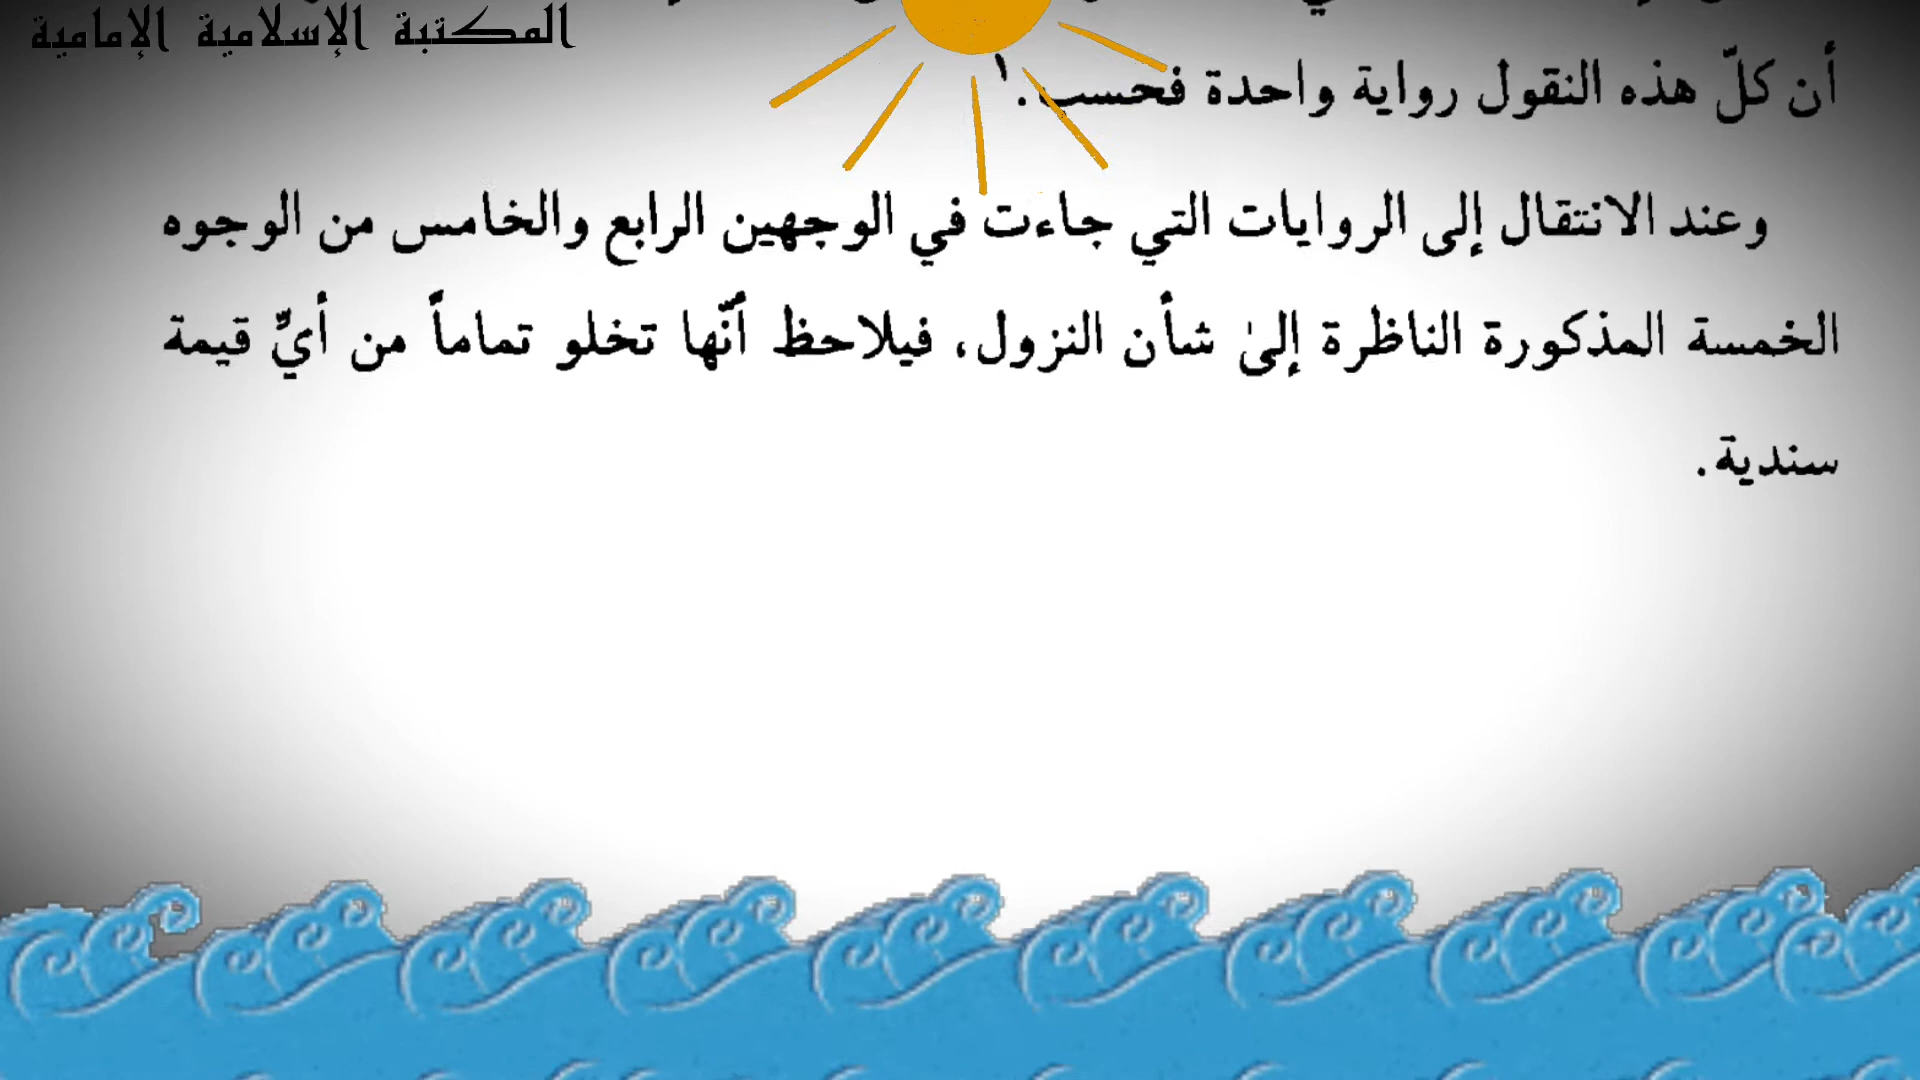 المكتبة الإسلامية الإمامية
أن كلّ هذه النقول رواية واحدة فحسب.١
وعند الانتقال إلى الروايات التي جاءت في الوجهين الرابع والخامس من الوجوه
الخمسة المذكورة الناظرة إلىٰ شأن النزول، فيلاحظ أنّها تخلو تماماً من أيِّ قيمة
سندية.